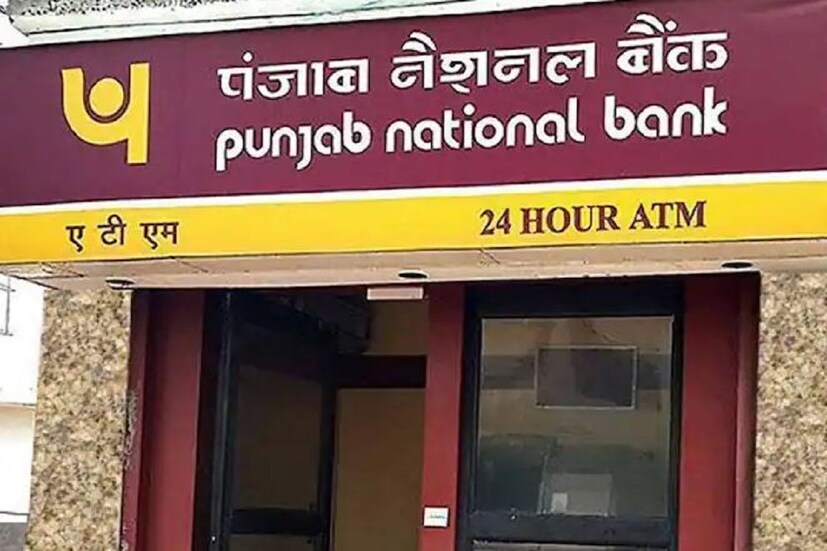 पंजाब नैशनल बैंक
punjab national bank
ए टी एम 24 HOUR ATM